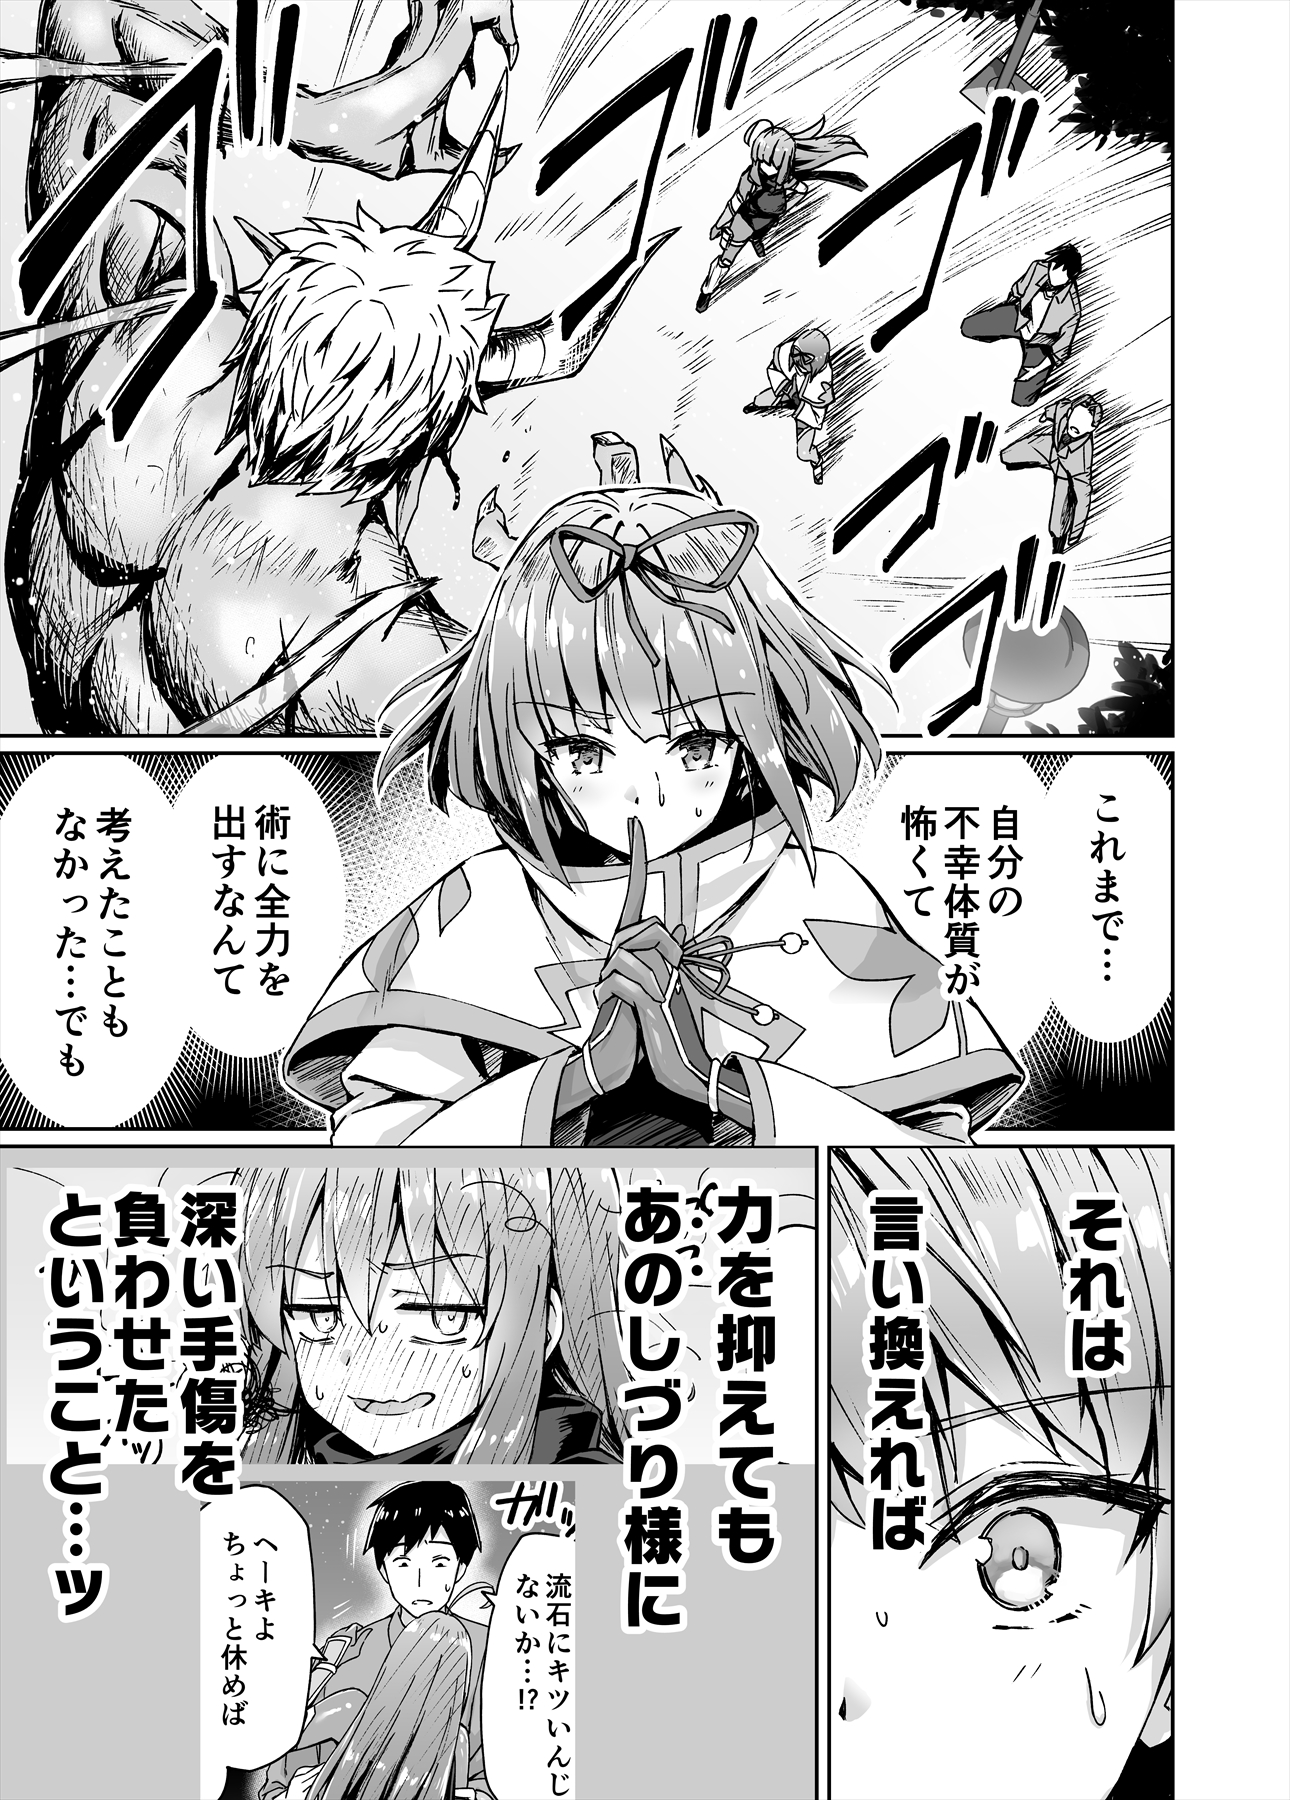 ゴゴゴゴゴ
これまで…
自分の
不幸体質が
怖くて
術に全力を
出すなんて
考えたことも
なかった…でも
それは
言い換えれば
力を抑えても
あのしづり様に
深い手傷を
負わせた
ということ…ッ
ガバッ
流石にキツいんじ
ないか…!?
ヘーキよ
ちょっと休めば